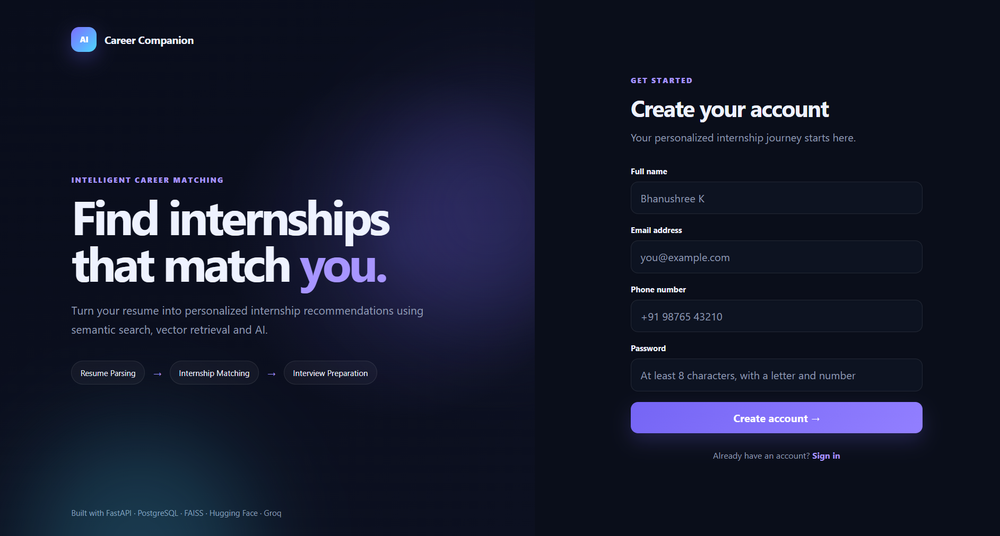 AI
Career Companion
INTELLIGENT CAREER MATCHING
Find internships
that match you.
Turn your resume into personalized internship recommendations using
semantic search, vector retrieval and AI.
Resume Parsing → Internship Matching → Interview Preparation
Built with FastAPI · PostgreSQL · FAISS · Hugging Face · Groq
GET STARTED
Create your account
Your personalized internship journey starts here.
Full name
Bhanushree K
Email address
you@example.com
Phone number
+91 98765 43210
Password
At least 8 characters, with a letter and number
Create account →
Already have an account? Sign in